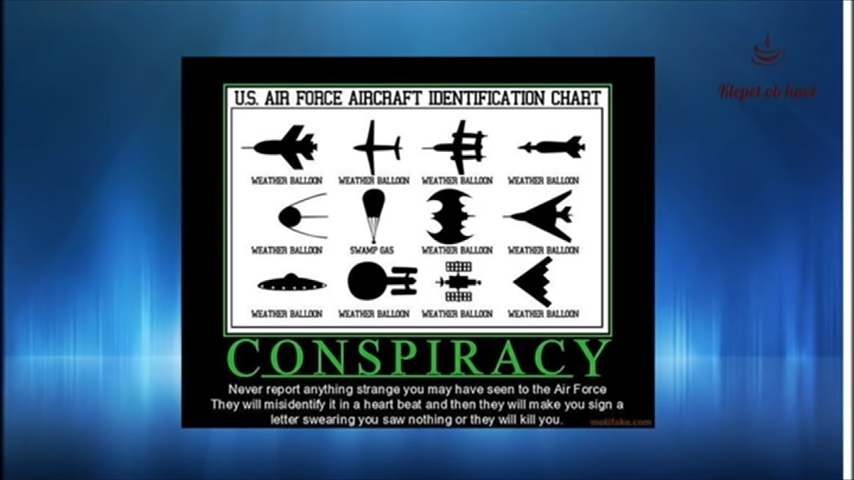 Klepet ob kavi
U.S. AIR FORCE AIRCRAFT IDENTIFICATION CHART
WEATHER BALLOON WEATHER BALLOON WEATHER BALLOON WEATHER BALLOON
WEATHER BALLOON SWAMP GAS WEATHER BALLOON WEATHER BALLOON
WEATHER BALLOON WEATHER BALLOON WEATHER BALLOON WEATHER BALLOON
CONSPIRACY
Never report anything strange you may have seen to the Air Force
They will misidentify it in a heart beat and then they will make you sign a
letter swearing you saw nothing or they will kill you.
motifake.com